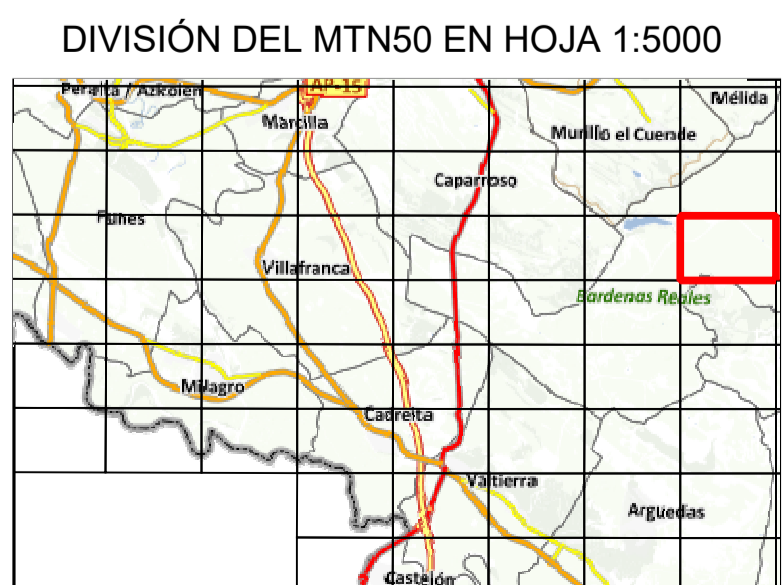 DIVISIÓN DEL MTN50 EN HOJA 1:5000
Peralta / Azkoien
AP-15
Mélida
Marcilla
Murillo el Cuende
Caparroso
Funes
Villafranca
Bardenas Reales
Milagro
Cadreita
Valtierra
Arguedas
Castejón